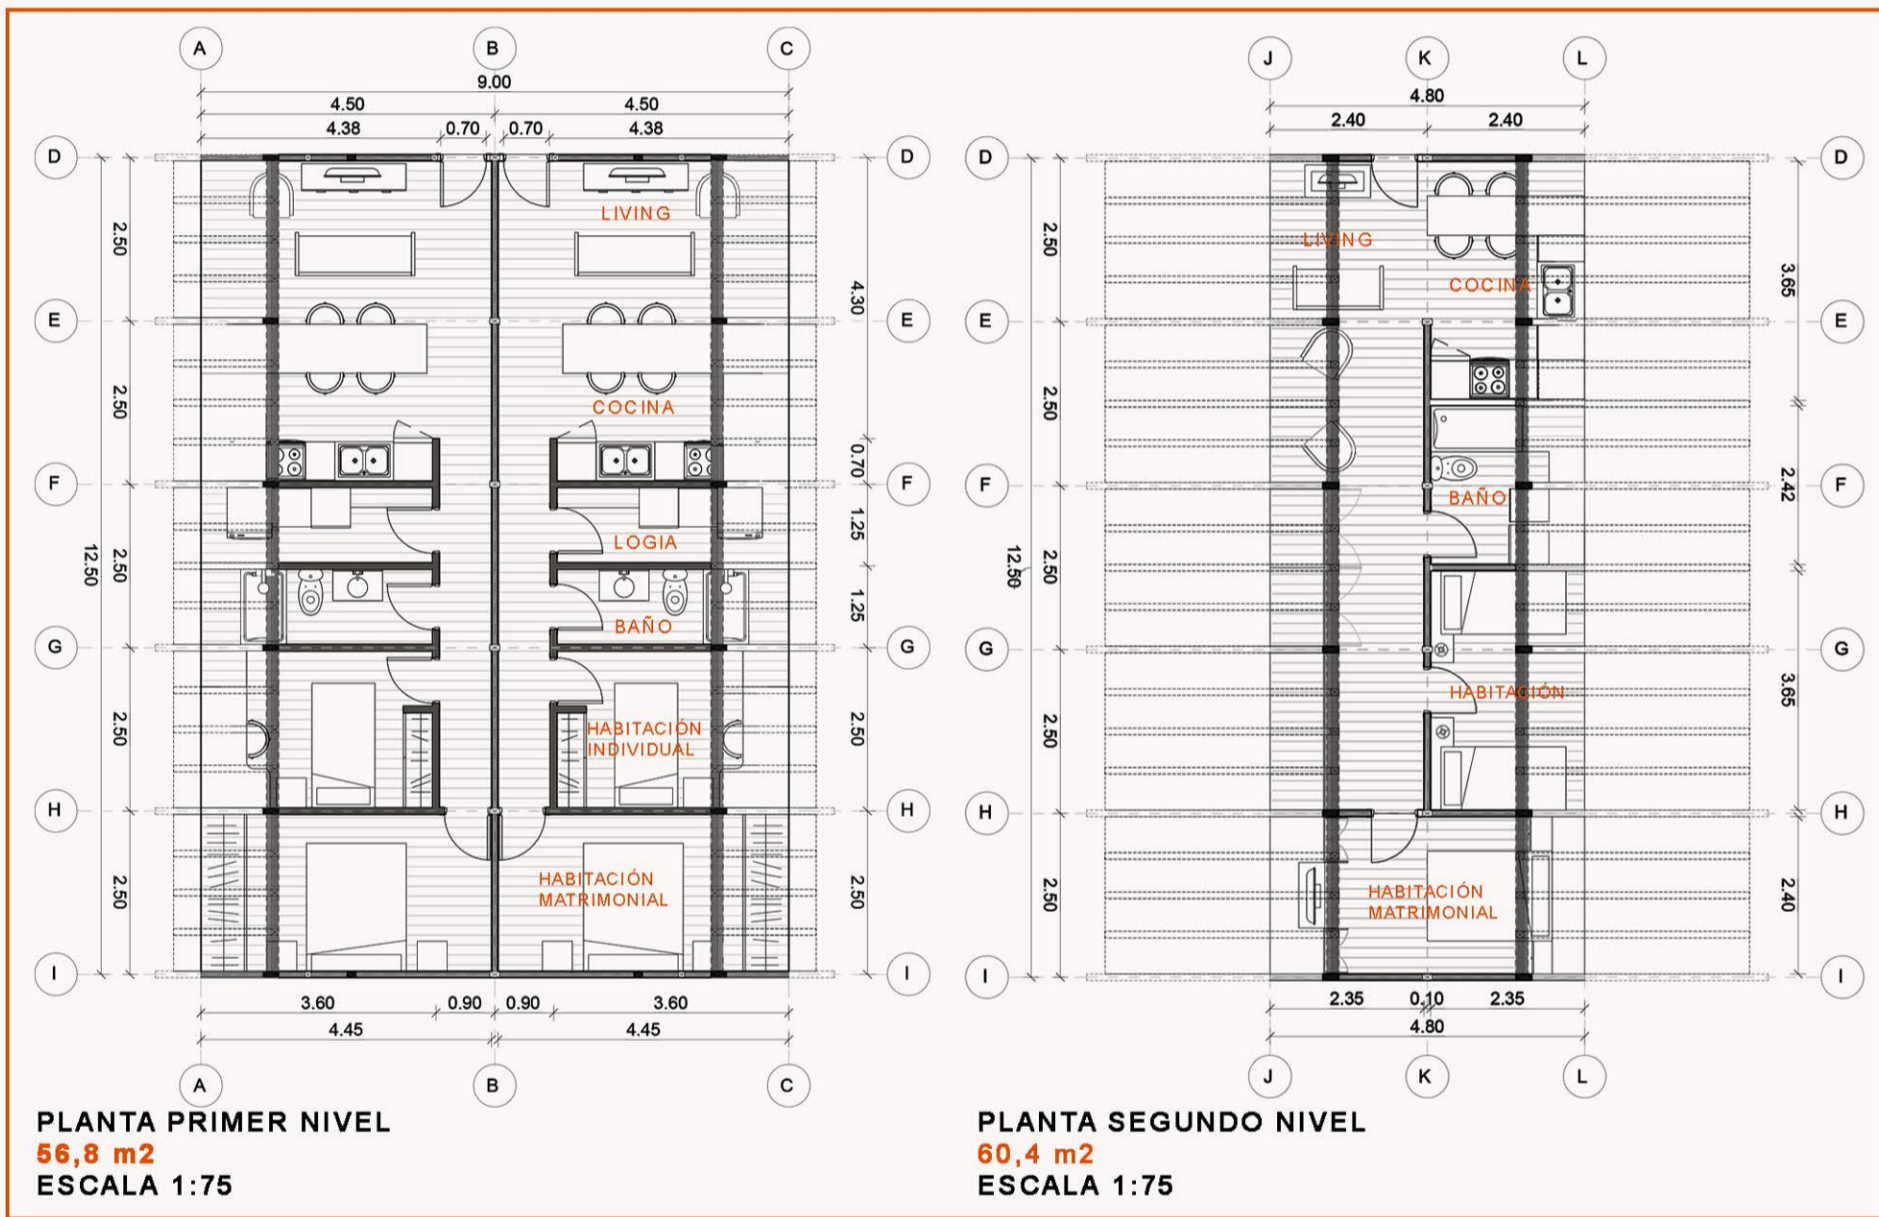 A B C
9.00
4.50 4.50
4.38 0.70 0.70 4.38
D D
E E
F F
G G
H H
I I
2.50
2.50
2.50
2.50
2.50
12.50
4.30
0.70
1.25
1.25
2.50
2.50
LIVING
COCINA
LOGIA
BAÑO
HABITACIÓN
INDIVIDUAL
HABITACIÓN
MATRIMONIAL
3.60 0.90 0.90 3.60
4.45 4.45
A B C
PLANTA PRIMER NIVEL
56,8 m2
ESCALA 1:75
J K L
4.80
2.40 2.40
D D
E E
F F
G G
H H
I I
2.50
2.50
2.50
2.50
2.50
12.50
3.65
2.42
3.65
2.40
LIVING
COCINA
BAÑO
HABITACIÓN
HABITACIÓN
MATRIMONIAL
2.35 0.10 2.35
4.80
J K L
PLANTA SEGUNDO NIVEL
60,4 m2
ESCALA 1:75